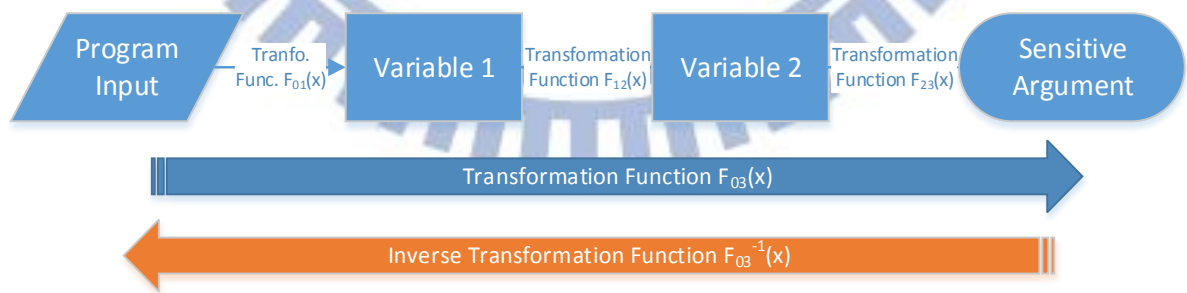 Program
Input
Tranfo.
Func. F₀₁(x)
Variable 1
Transformation
Function F₁₂(x)
Variable 2
Transformation
Function F₂₃(x)
Sensitive
Argument
Transformation Function F₀₃(x)
Inverse Transformation Function F₀₃⁻¹(x)